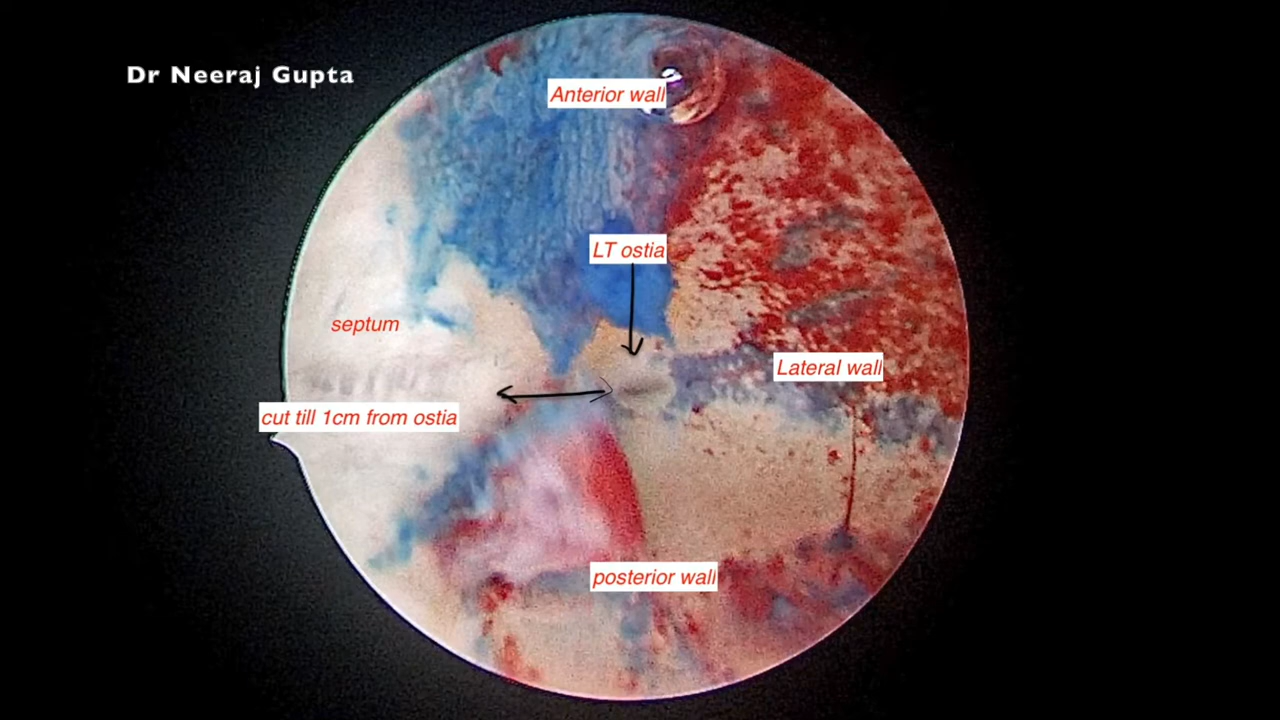 Dr Neeraj Gupta
Anterior wall
LT ostia
septum
Lateral wall
cut till 1cm from ostia
posterior wall